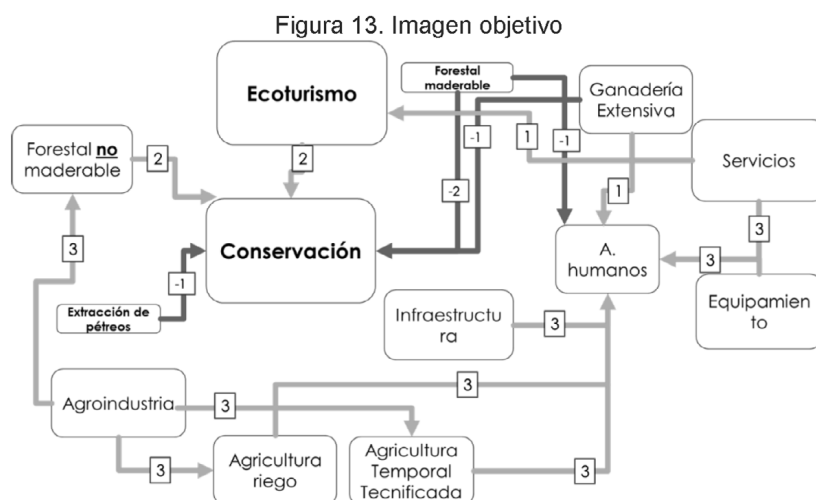 Figura 13. Imagen objetivo
Ecoturismo
Forestal
maderable
Ganadería
Extensiva
Forestal no
maderable
Servicios
2
2
-1
1
-1
-2
1
Conservación
A.
humanos
3
3
3
Equipamie
nto
-1
Extracción de
pétreos
Infraestructu
ra
3
Agroindustria
3
3
3
Agricultura
riego
Agricultura
Temporal
Tecnificada
3